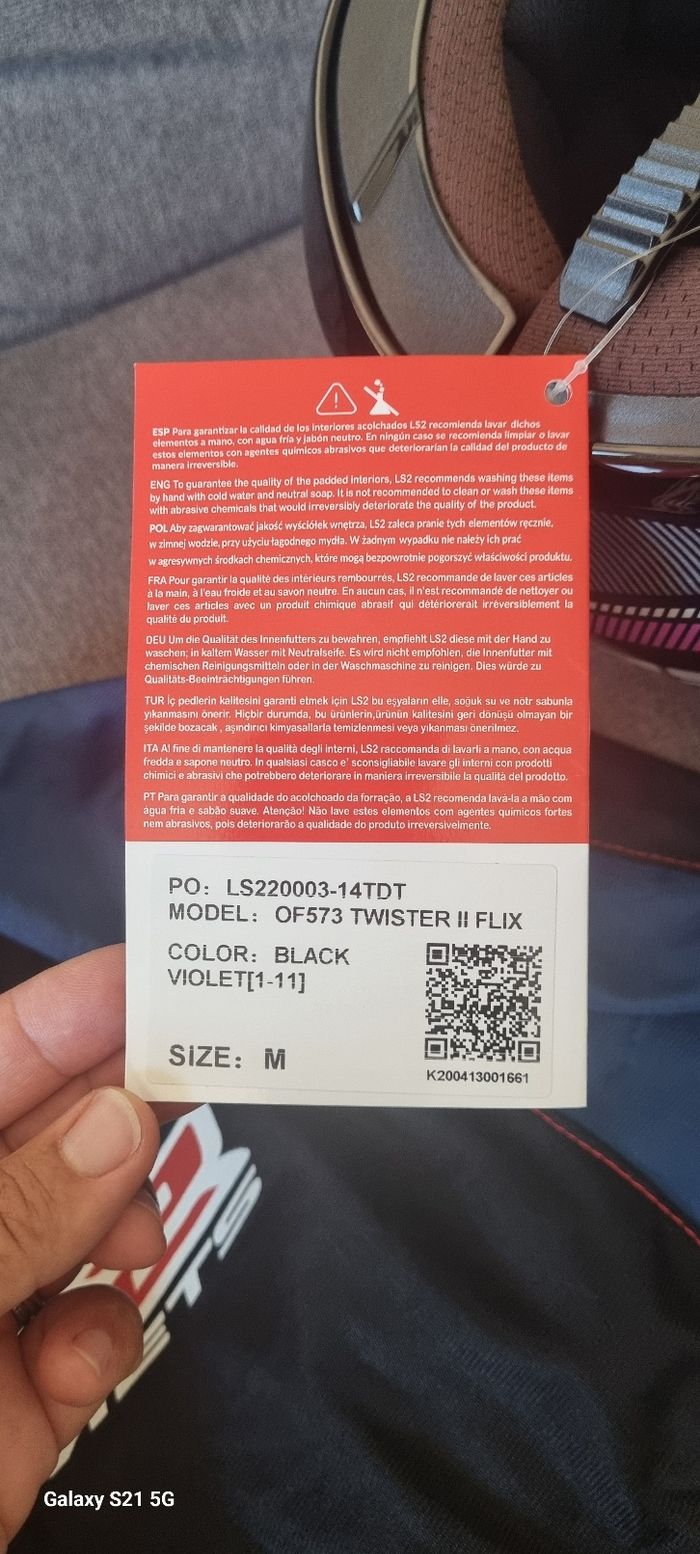 ESP Para garantizar la calidad de los interiores acolchados LS2 recomienda lavar dichos
elementos a mano, con agua fría y jabón neutro. En ningún caso se recomienda limpiar o lavar
estos elementos con agentes químicos abrasivos que deteriorarían la calidad del producto de
manera irreversible.
ENG To guarantee the quality of the padded interiors, LS2 recommends washing these items
by hand with cold water and neutral soap. It is not recommended to clean or wash these items
with abrasive chemicals that would irreversibly deteriorate the quality of the product.
POL Aby zagwarantować jakość wyściółek wnętrza, LS2 zaleca pranie tych elementów ręcznie,
w zimnej wodzie, przy użyciu łagodnego mydła. W żadnym wypadku nie należy ich prać
w agresywnych środkach chemicznych, które mogą bezpowrotnie pogorszyć właściwości produktu.
FRA Pour garantir la qualité des intérieurs rembourrés, LS2 recommande de laver ces articles
à la main, à l'eau froide et au savon neutre. En aucun cas, il n'est recommandé de nettoyer ou
laver ces articles avec un produit chimique abrasif qui détériorerait irréversiblement la
qualité du produit.
DEU Um die Qualität des Innenfutters zu bewahren, empfiehlt LS2 diese mit der Hand zu
waschen; in kaltem Wasser mit Neutralseife. Es wird nicht empfohlen, die Innenfutter mit
chemischen Reinigungsmitteln oder in der Waschmaschine zu reinigen. Dies würde zu
Qualitäts-Beeinträchtigungen führen.
TUR İç pedlerin kalitesini garanti etmek için LS2 bu eşyaların elle, soğuk su ve nötr sabunla
yıkanmasını önerir. Hiçbir durumda, bu ürünlerin,ürünün kalitesini geri dönüşü olmayan bir
şekilde bozacak , aşındırıcı kimyasallarla temizlenmesi veya yıkanması önerilmez.
ITA Al fine di mantenere la qualità degli interni, LS2 raccomanda di lavarli a mano, con acqua
fredda e sapone neutro. In qualsiasi casco e' sconsigliabile lavare gli interni con prodotti
chimici e abrasivi che potrebbero deteriorare in maniera irreversibile la qualità del prodotto.
PT Para garantir a qualidade do acolchoado da forração, a LS2 recomenda lavá-la a mão com
água fria e sabão suave. Atenção! Não lave estes elementos com agentes químicos fortes
nem abrasivos, pois deteriorarão a qualidade do produto irreversivelmente.
PO: LS220003-14TDT
MODEL: OF573 TWISTER II FLIX
COLOR: BLACK
VIOLET[1-11]
SIZE: M
K200413001661
Galaxy S21 5G